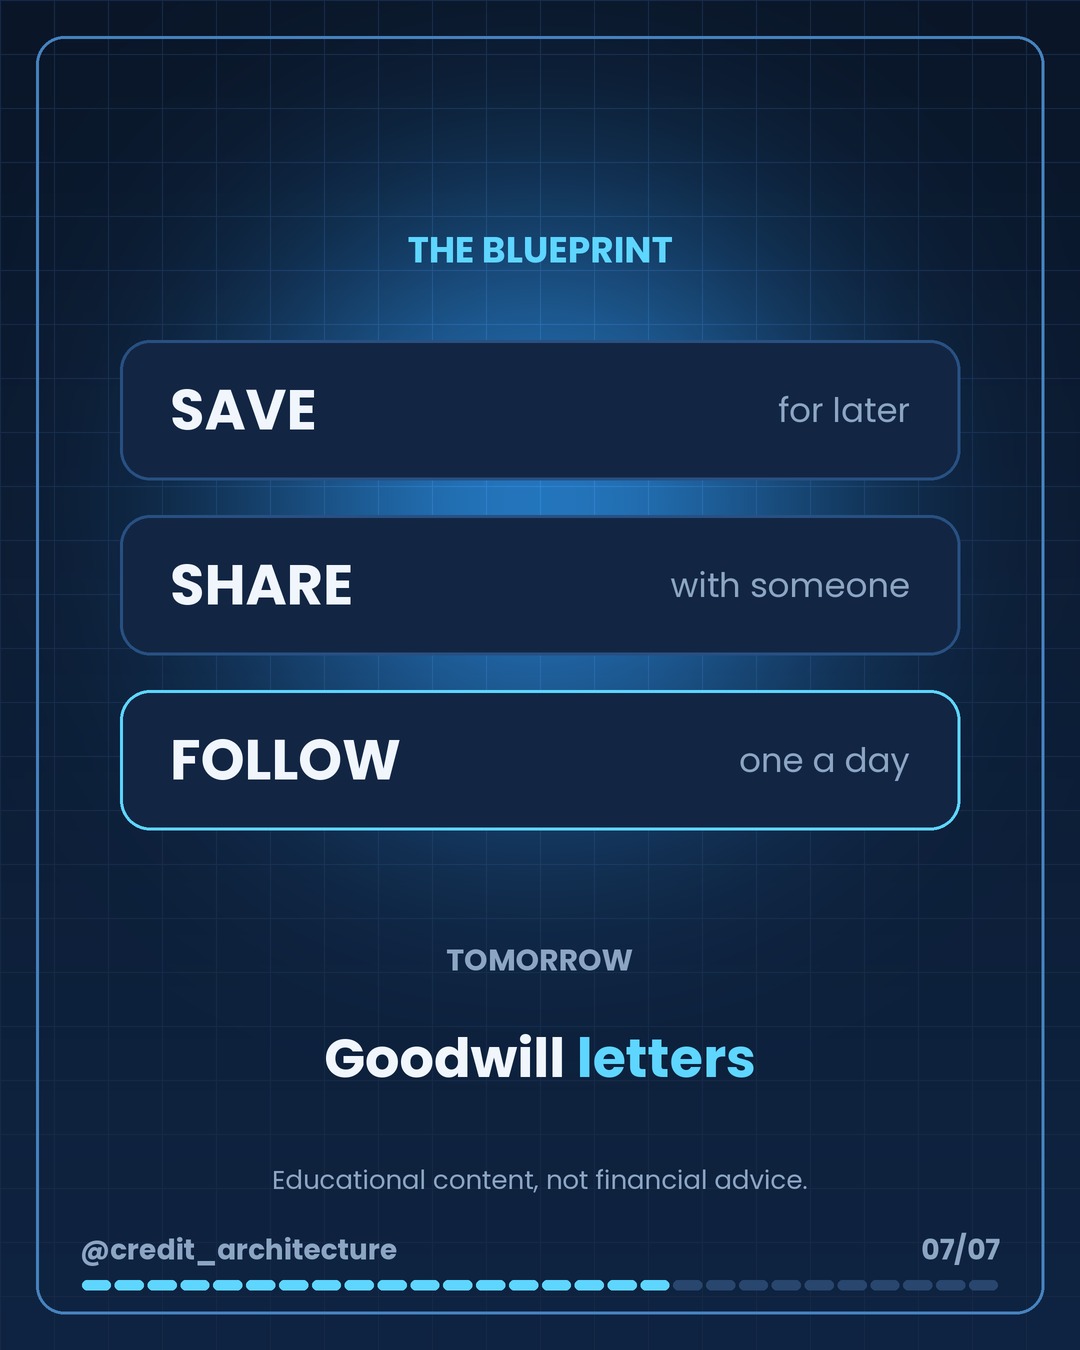 THE BLUEPRINT
SAVE for later
SHARE with someone
FOLLOW one a day
TOMORROW
Goodwill letters
Educational content, not financial advice.
@credit_architecture 07/07